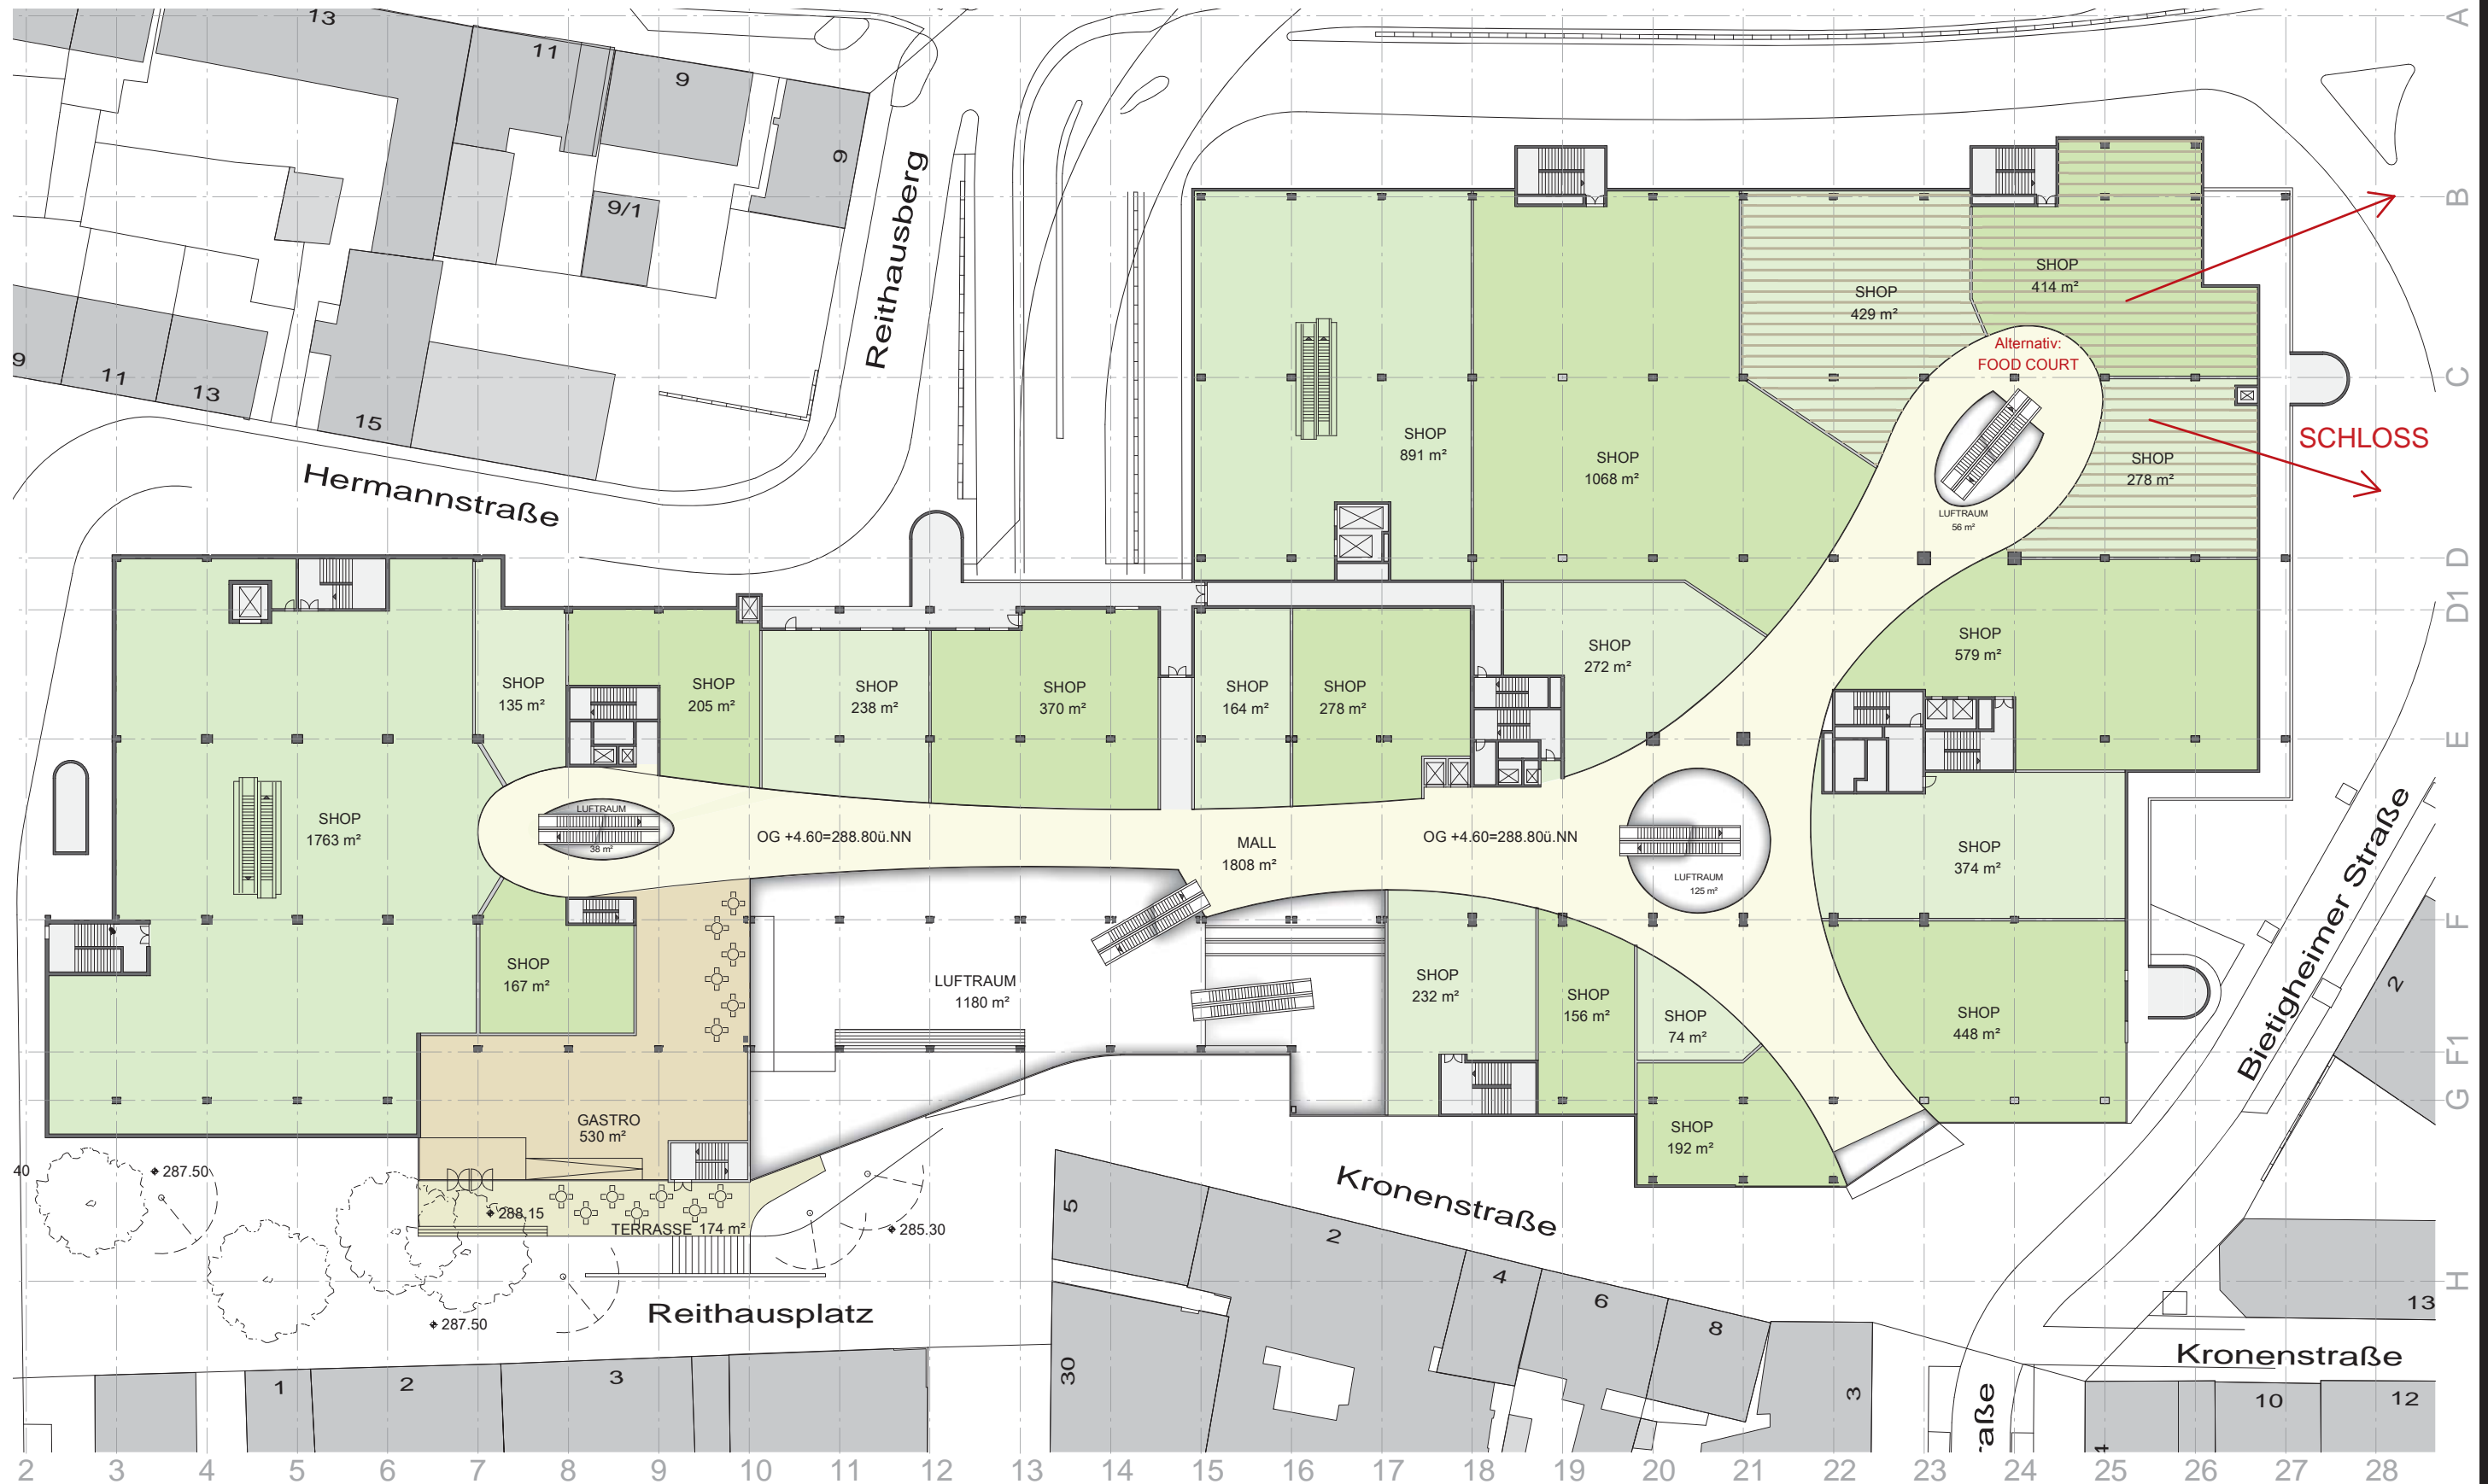 A
13
11
9
9
9/1
Reithausberg
B
SHOP
414 m²
SHOP
429 m²
Alternativ:
FOOD COURT
C
9
11
13
15
SCHLOSS
SHOP
891 m²
SHOP
1068 m²
SHOP
278 m²
Hermannstraße
LUFTRAUM
56 m²
D
D1
SHOP
579 m²
SHOP
272 m²
SHOP
135 m²
SHOP
205 m²
SHOP
238 m²
SHOP
370 m²
SHOP
164 m²
SHOP
278 m²
E
LUFTRAUM
38 m²
SHOP
1763 m²
OG +4.60=288.80ü.NN
MALL
1808 m²
OG +4.60=288.80ü.NN
SHOP
374 m²
LUFTRAUM
125 m²
Bietigheimer Straße
F
SHOP
167 m²
LUFTRAUM
1180 m²
SHOP
232 m²
SHOP
156 m²
SHOP
74 m²
SHOP
448 m²
2
F1
G
GASTRO
530 m²
SHOP
192 m²
40
287.50
288.15
TERRASSE 174 m²
285.30
Kronenstraße
5
2
4
6
8
H
287.50
Reithausplatz
13
Kronenstraße
1
2
3
30
3
raße
4
10
12
2 3 4 5 6 7 8 9 10 11 12 13 14 15 16 17 18 19 20 21 22 23 24 25 26 27 28